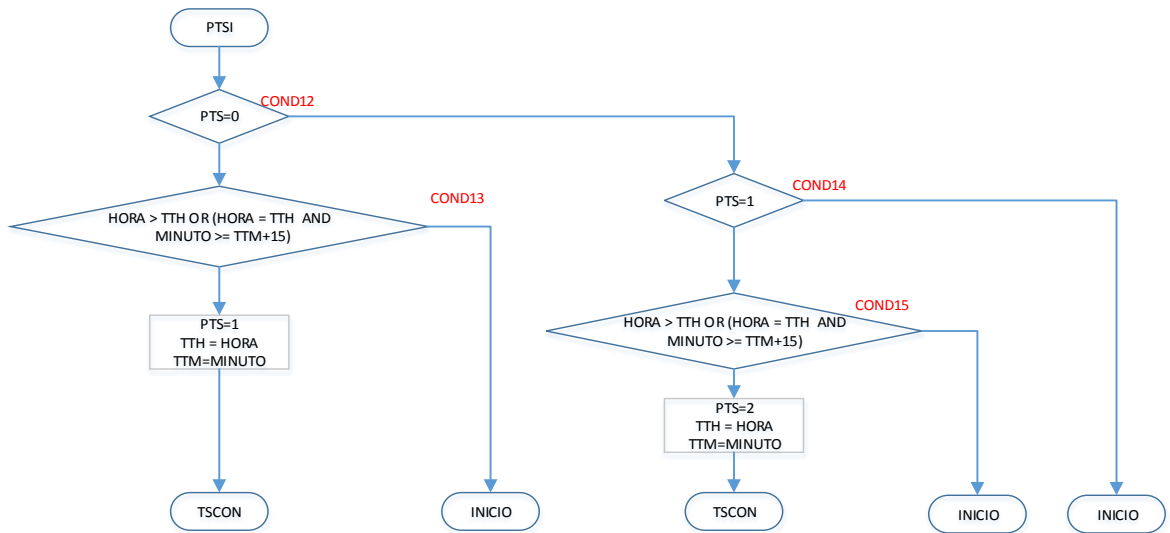 PTSI
COND12
PTS=0
COND13
HORA > TTH OR (HORA = TTH AND
MINUTO >= TTM+15)
PTS=1
TTH = HORA
TTM=MINUTO
TSCON
INICIO
COND14
PTS=1
COND15
HORA > TTH OR (HORA = TTH AND
MINUTO >= TTM+15)
PTS=2
TTH = HORA
TTM=MINUTO
TSCON
INICIO
INICIO